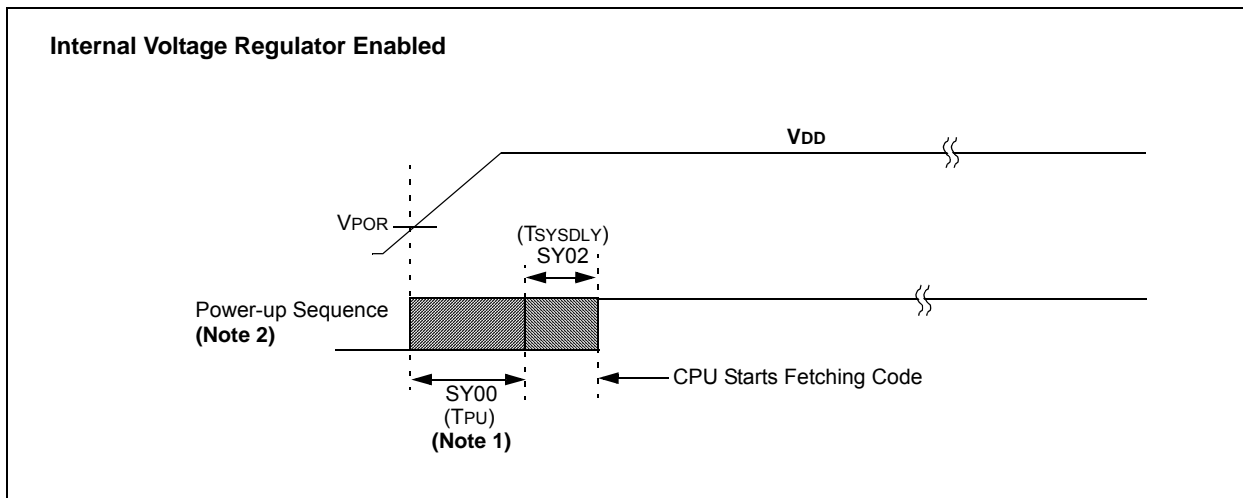 Internal Voltage Regulator Enabled
VDD
VPOR
(TSYSDLY)
SY02
Power-up Sequence
(Note 2)
CPU Starts Fetching Code
SY00
(TPU)
(Note 1)